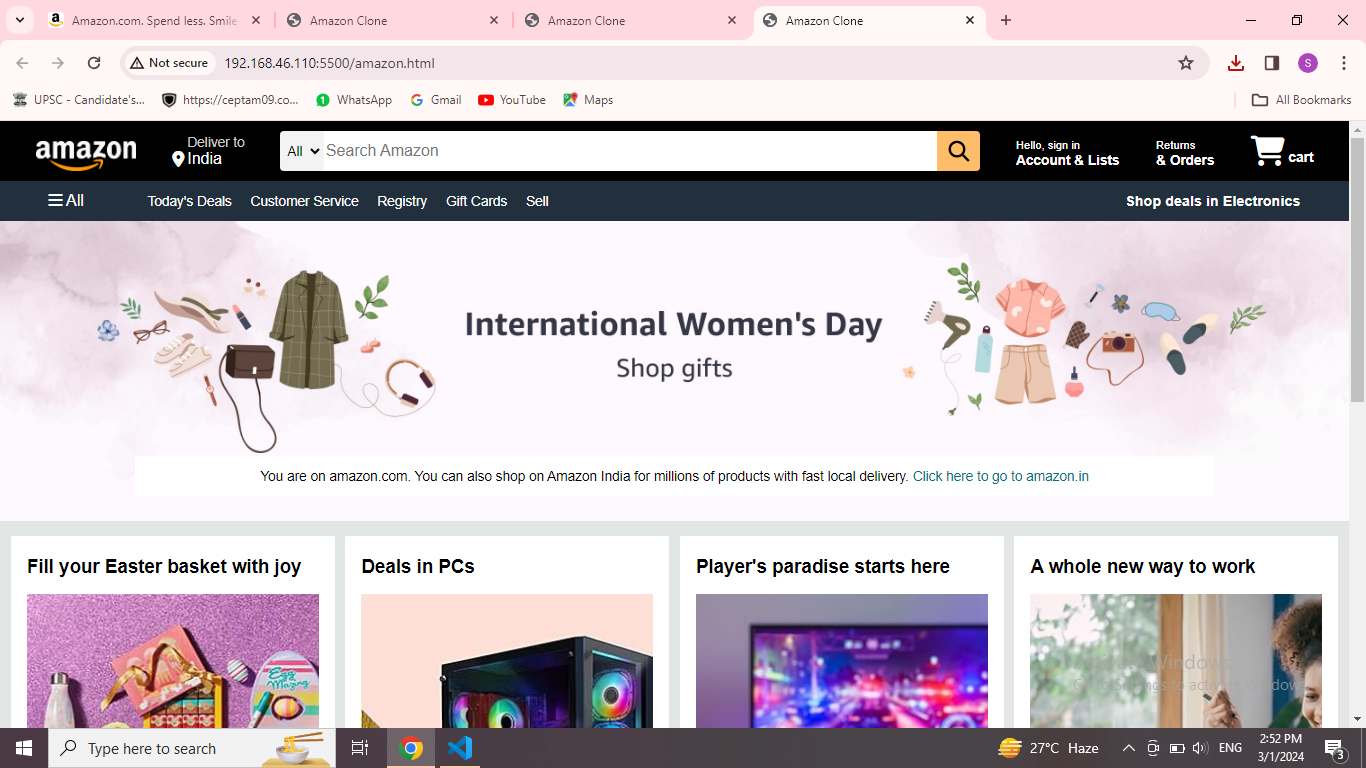 Amazon.com. Spend less. Smile
Amazon Clone
Amazon Clone
Amazon Clone
Not secure
192.168.46.110:5500/amazon.html
S
UPSC - Candidate's...
https://ceptam09.co...
WhatsApp
Gmail
YouTube
Maps
All Bookmarks
amazon
Deliver to
India
All
Search Amazon
Hello, sign in
Account & Lists
Returns
& Orders
cart
All
Today's Deals
Customer Service
Registry
Gift Cards
Sell
Shop deals in Electronics
International Women's Day
Shop gifts
You are on amazon.com. You can also shop on Amazon India for millions of products with fast local delivery. Click here to go to amazon.in
Fill your Easter basket with joy
Deals in PCs
Player's paradise starts here
A whole new way to work
Egg
Mazing
Windows
to activate Windows
Type here to search
27°C Haze
ENG
2:52 PM
3/1/2024
3